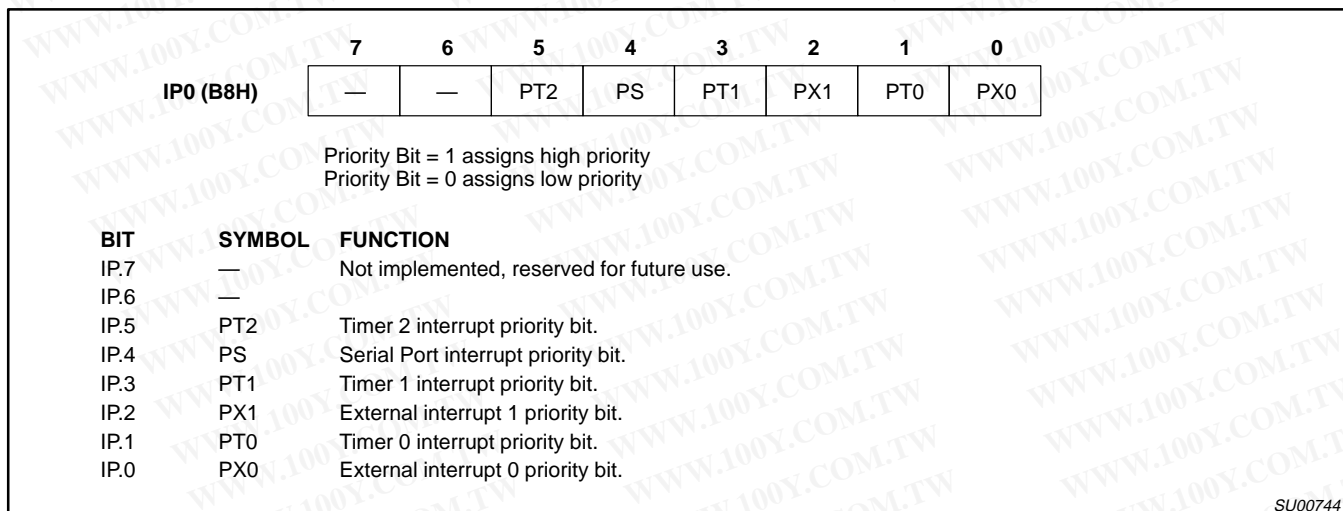 7 6 5 4 3 2 1 0
IP0 (B8H) — — PT2 PS PT1 PX1 PT0 PX0
Priority Bit = 1 assigns high priority
Priority Bit = 0 assigns low priority
BIT SYMBOL FUNCTION
IP.7 — Not implemented, reserved for future use.
IP.6 —
IP.5 PT2 Timer 2 interrupt priority bit.
IP.4 PS Serial Port interrupt priority bit.
IP.3 PT1 Timer 1 interrupt priority bit.
IP.2 PX1 External interrupt 1 priority bit.
IP.1 PT0 Timer 0 interrupt priority bit.
IP.0 PX0 External interrupt 0 priority bit.
SU00744
WWW.100Y.COM.TW